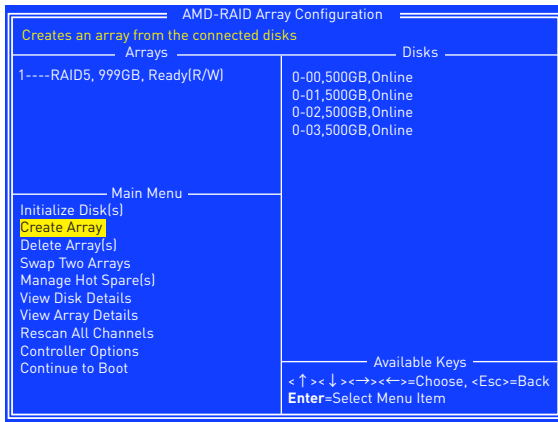 AMD-RAID Array Configuration
Creates an array from the connected disks
Arrays
1----RAID5, 999GB, Ready(R/W)
Disks
0-00,500GB,Online
0-01,500GB,Online
0-02,500GB,Online
0-03,500GB,Online
Main Menu
Initialize Disk(s)
Create Array
Delete Array(s)
Swap Two Arrays
Manage Hot Spare(s)
View Disk Details
View Array Details
Rescan All Channels
Controller Options
Continue to Boot
Available Keys
<↑><↓><→><←>=Choose, <Esc>=Back
Enter=Select Menu Item